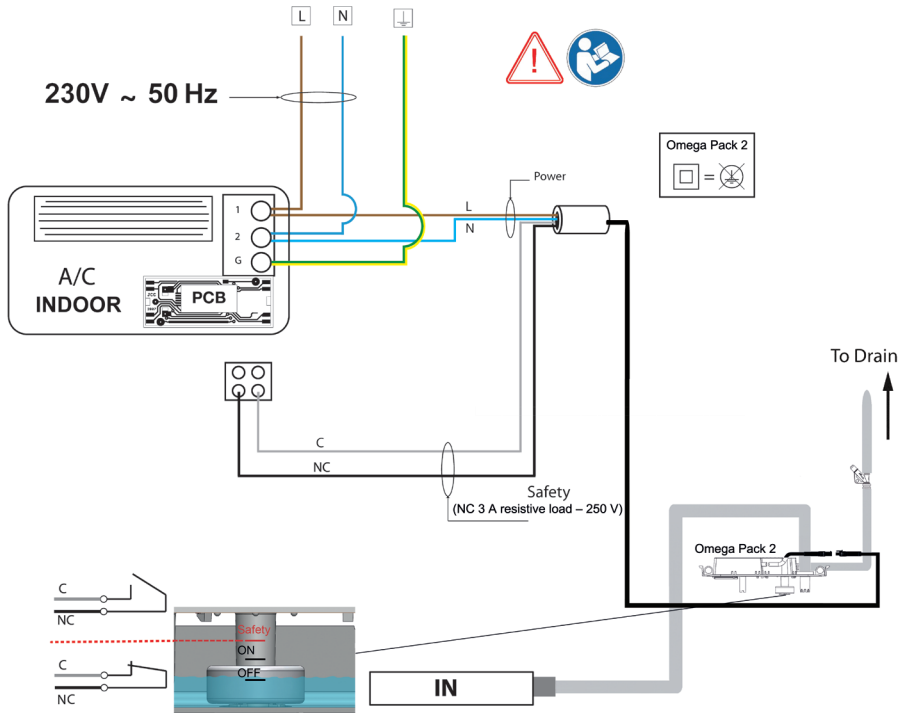 L N
230V ~ 50 Hz
Omega Pack 2
=
Power
L
N
1
2
G
A/C
INDOOR
PCB
To Drain
C
NC
Safety
(NC 3 A resistive load – 250 V)
Omega Pack 2
C
NC
Safety
ON
OFF
C
NC
IN